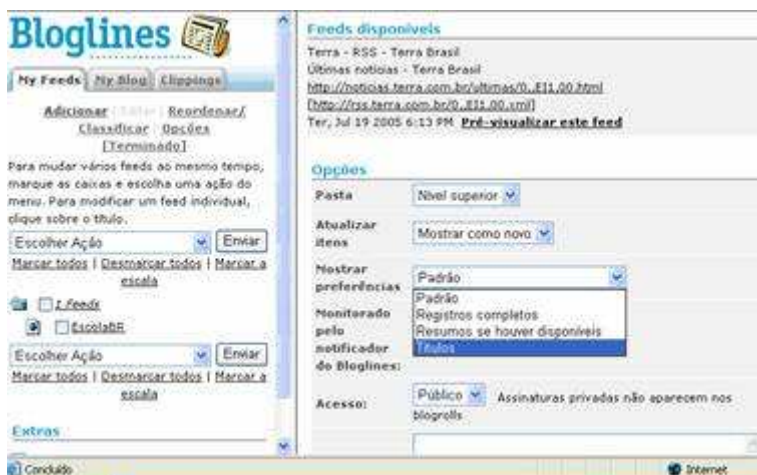 Bloglines
My Feeds My Blog Clippings
Adicionar | Editar | Reordenar/
Classificar | Opções
[Terminado]
Para mudar vários feeds ao mesmo tempo,
marque as caixas e escolha uma ação do
menu. Para modificar um feed individual,
clique sobre o título.
Escolher Ação Enviar
Marcar todos | Desmarcar todos | Marcar a
escala
1 feeds
EscolaBR
Escolher Ação Enviar
Marcar todos | Desmarcar todos | Marcar a
escala
Extras
Concluído
Feeds disponíveis
Terra - RSS - Terra Brasil
Últimas notícias - Terra Brasil
http://noticias.terra.com.br/ultimas/0,,EI1,00.html
[http://rss.terra.com.br/0,,EI1,00.xml]
Ter, Jul 19 2005 6:13 PM Pré-visualizar este feed
Opções
Pasta Nível superior
Atualizar
itens Mostrar como novo
Mostrar
preferências Padrão
Padrão
Registros completos
Resumos se houver disponíveis
Títulos
Monitorado
pelo
notificador
do Bloglines:
Acesso: Público Assinaturas privadas não aparecem nos
blogrolls
Internet